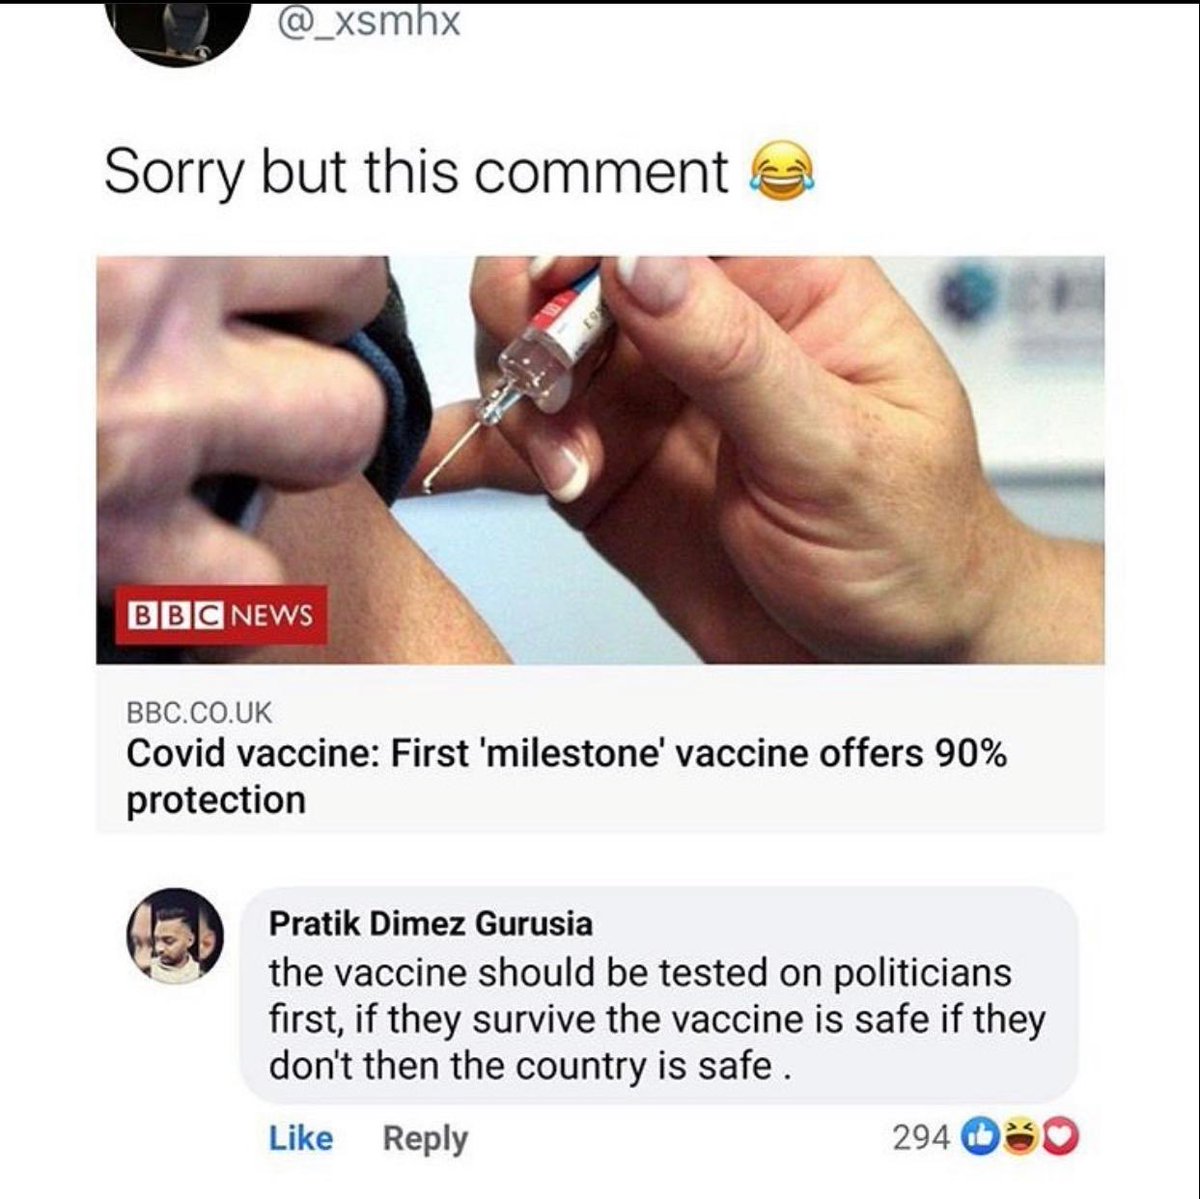 @_xsmhx
Sorry but this comment 😂
BBC NEWS
BBC.CO.UK
Covid vaccine: First 'milestone' vaccine offers 90%
protection
Pratik Dimez Gurusia
the vaccine should be tested on politicians
first, if they survive the vaccine is safe if they
don't then the country is safe .
Like Reply 294